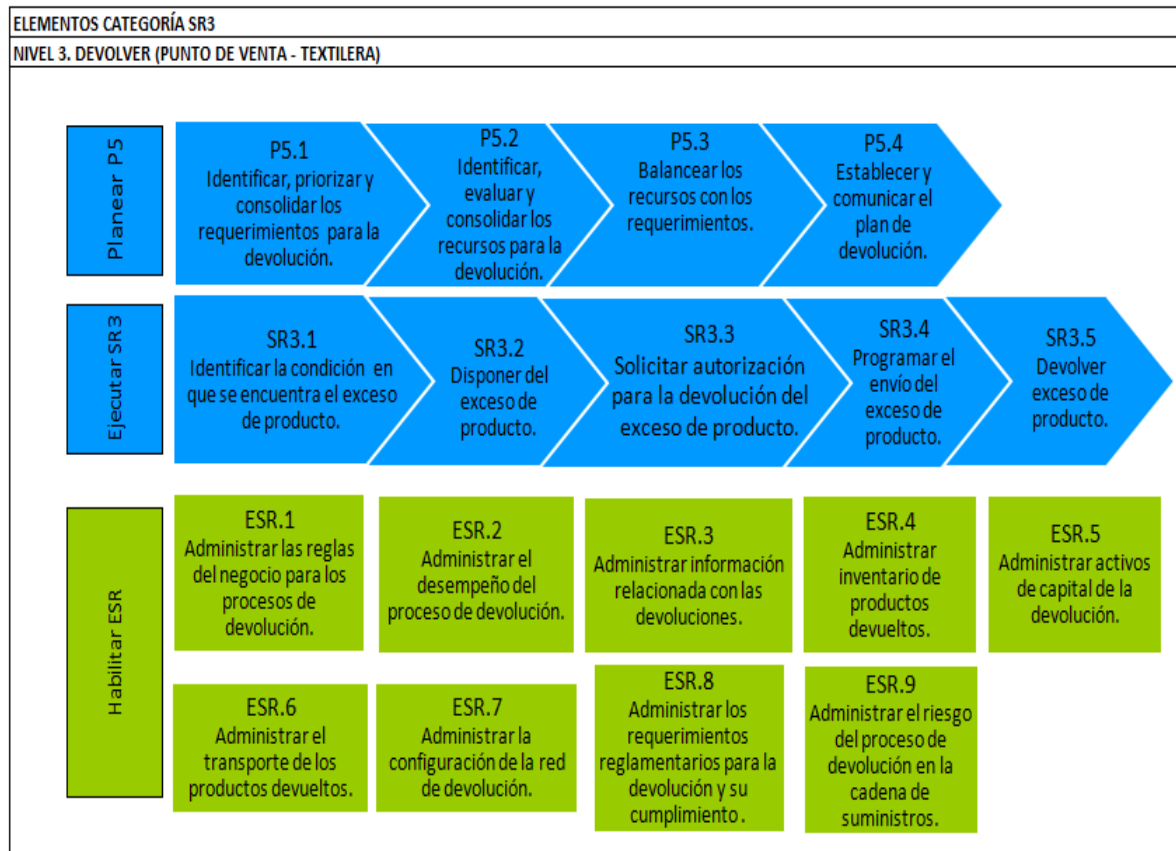 ELEMENTOS CATEGORÍA SR3
NIVEL 3. DEVOLVER (PUNTO DE VENTA - TEXTILERA)
Planear P5
P5.1
Identificar, priorizar y
consolidar los
requerimientos para la
devolución.
P5.2
Identificar,
evaluar y
consolidar los
recursos para la
devolución.
P5.3
Balancear los
recursos con los
requerimientos.
P5.4
Establecer y
comunicar el
plan de
devolución.
Ejecutar SR3
SR3.1
Identificar la condición en
que se encuentra el exceso
de producto.
SR3.2
Disponer del
exceso de
producto.
SR3.3
Solicitar autorización
para la devolución del
exceso de producto.
SR3.4
Programar el
envío del
exceso de
producto.
SR3.5
Devolver
exceso de
producto.
Habilitar ESR
ESR.1
Administrar las reglas
del negocio para los
procesos de
devolución.
ESR.2
Administrar el
desempeño del
proceso de devolución.
ESR.3
Administrar información
relacionada con las
devoluciones.
ESR.4
Administrar
inventario de
productos
devueltos.
ESR.5
Administrar activos
de capital de la
devolución.
ESR.6
Administrar el
transporte de los
productos devueltos.
ESR.7
Administrar la
configuración de la red
de devolución.
ESR.8
Administrar los
requerimientos
reglamentarios para la
devolución y su
cumplimiento .
ESR.9
Administrar el riesgo
del proceso de
devolución en la
cadena de
suministros.